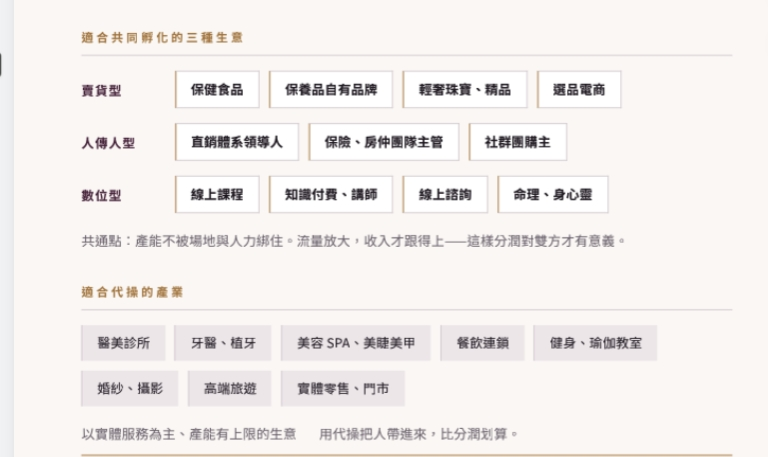 適合共同孵化的三種生意
賣貨型 保健食品 保養品自有品牌 輕奢珠寶、精品 選品電商
人傳人型 直銷體系領導人 保險、房仲團隊主管 社群團購主
數位型 線上課程 知識付費、講師 線上諮詢 命理、身心靈
共通點：產能不被場地與人力綁住。流量放大，收入才跟得上——這樣分潤對雙方才有意義。
適合代操的產業
醫美診所 牙醫、植牙 美容 SPA、美睫美甲 餐飲連鎖 健身、瑜伽教室
婚紗、攝影 高端旅遊 實體零售、門市
以實體服務為主、產能有上限的生意 用代操把人帶進來，比分潤划算。